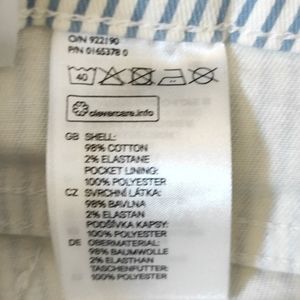 O/N 922190
P/N 0165378 0
40
clevercare.info
GB SHELL:
98% COTTON
2% ELASTANE
POCKET LINING:
100% POLYESTER
CZ SVRCHNÍ LÁTKA:
98% BAVLNA
2% ELASTAN
PODŠÍVKA KAPSY:
100% POLYESTER
DE OBERMATERIAL:
98% BAUMWOLLE
2% ELASTHAN
TASCHENFUTTER:
100% POLYESTER